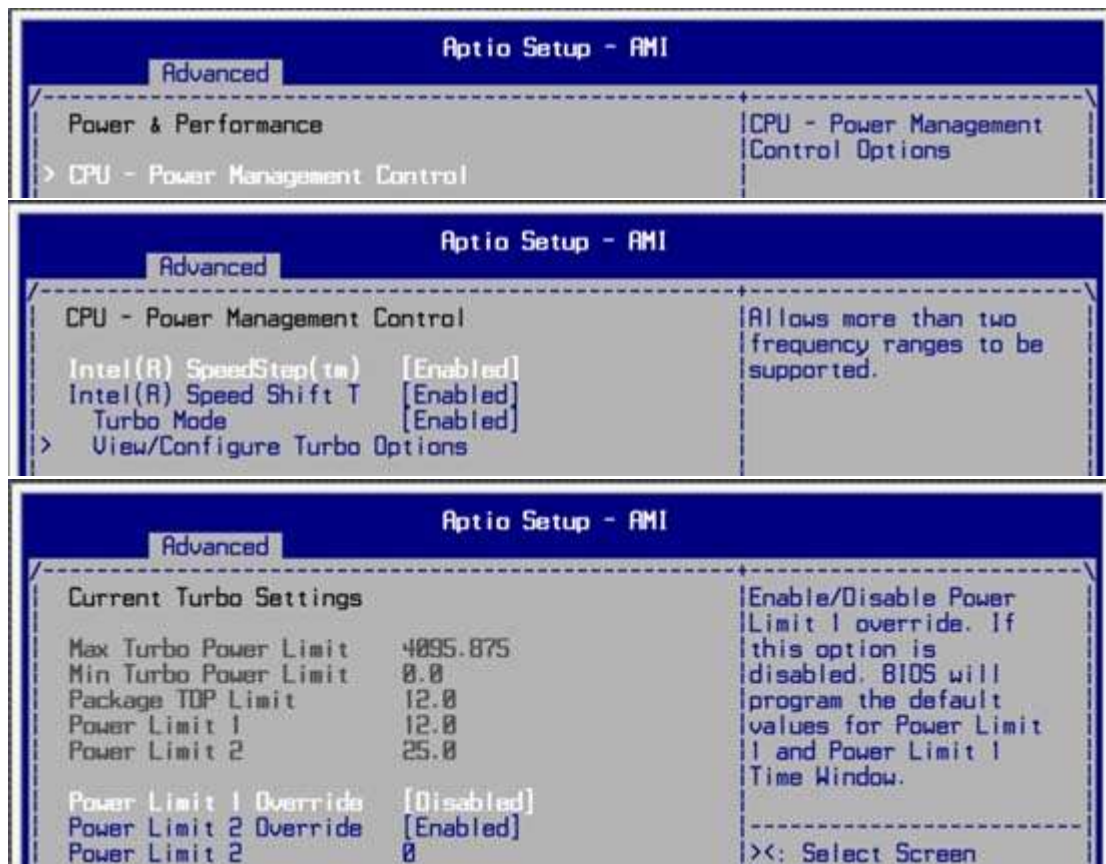 Aptio Setup - AMI
Advanced
Power & Performance
CPU - Power Management
Control Options
> CPU - Power Management Control
Aptio Setup - AMI
Advanced
CPU - Power Management Control
Allows more than two
frequency ranges to be
supported.
Intel(R) SpeedStep(tm) [Enabled]
Intel(R) Speed Shift T [Enabled]
Turbo Mode [Enabled]
> View/Configure Turbo Options
Aptio Setup - AMI
Advanced
Current Turbo Settings
Enable/Disable Power
Limit 1 override. If
this option is
disabled. BIOS will
program the default
values for Power Limit
1 and Power Limit 1
Time Window.
Max Turbo Power Limit 4095.875
Min Turbo Power Limit 0.0
Package TDP Limit 12.0
Power Limit 1 12.0
Power Limit 2 25.0
Power Limit 1 Override [Disabled]
Power Limit 2 Override [Enabled]
Power Limit 2 0
><: Select Screen